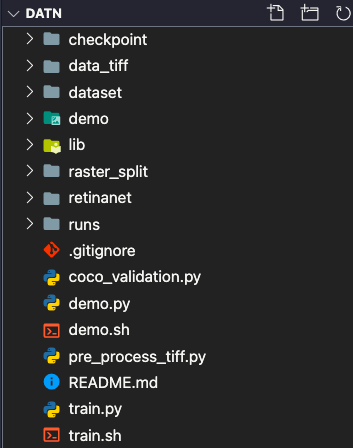 DATN
checkpoint
data_tiff
dataset
demo
lib
raster_split
retinanet
runs
.gitignore
coco_validation.py
demo.py
demo.sh
pre_process_tiff.py
README.md
train.py
train.sh